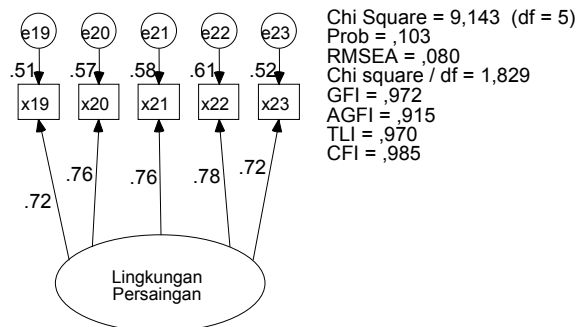 e19 e20 e21 e22 e23
.51 .57 .58 .61 .52
x19 x20 x21 x22 x23
.72 .76 .76 .78 .72
Lingkungan
Persaingan
Chi Square = 9,143 (df = 5)
Prob = ,103
RMSEA = ,080
Chi square / df = 1,829
GFI = ,972
AGFI = ,915
TLI = ,970
CFI = ,985